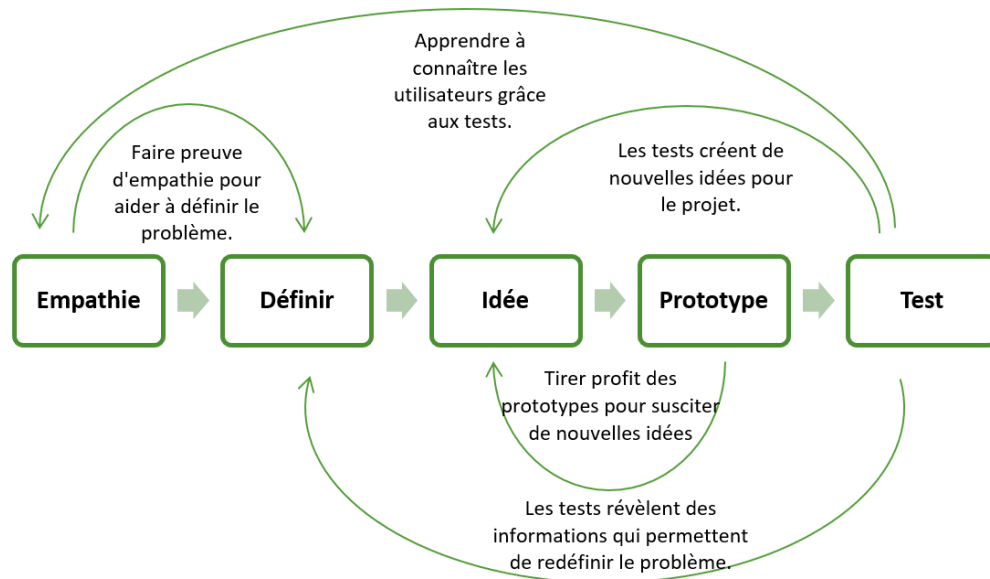 Apprendre à
connaître les
utilisateurs grâce
aux tests.
Faire preuve
d'empathie pour
aider à définir le
problème.
Les tests créent de
nouvelles idées pour
le projet.
Empathie
Définir
Idée
Prototype
Test
Tirer profit des
prototypes pour susciter
de nouvelles idées
Les tests révèlent des
informations qui permettent
de redéfinir le problème.